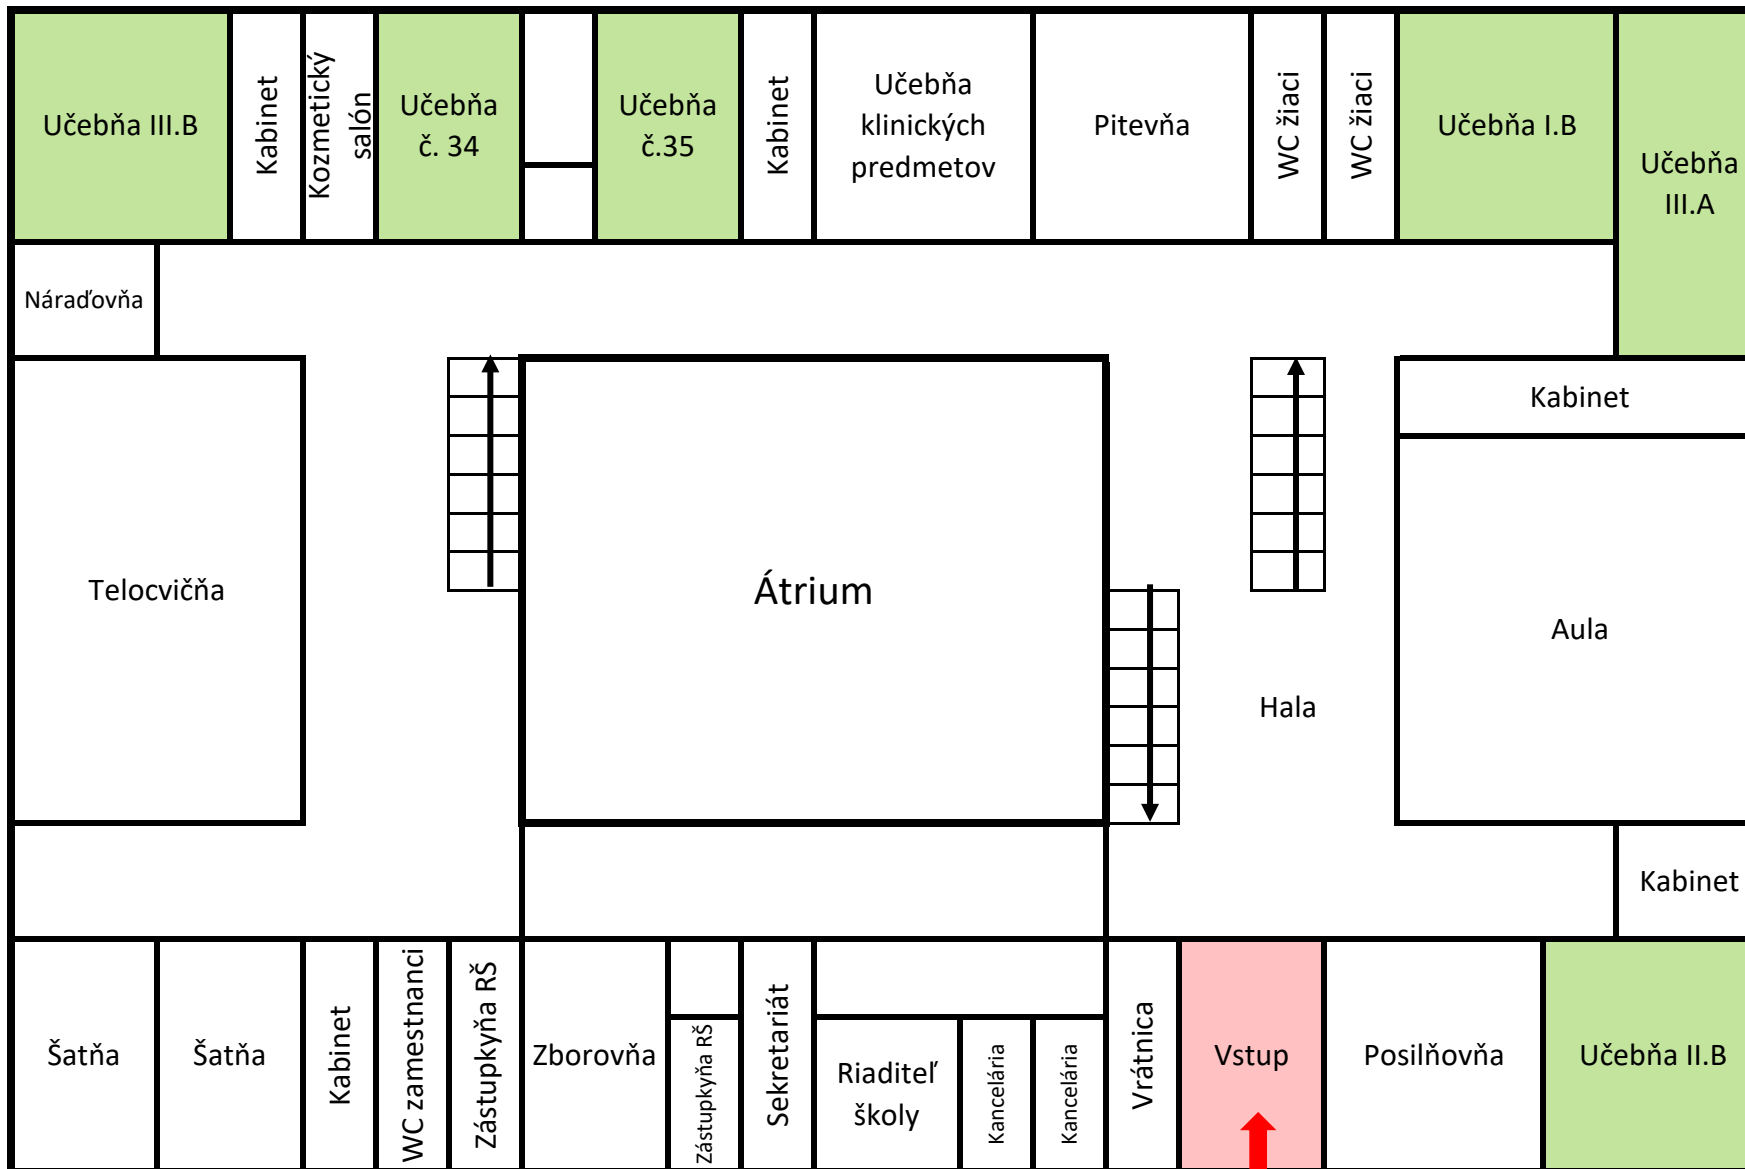 Učebňa III.B
Kabinet
Kozmetický
salón
Učebňa
č. 34
Učebňa
č.35
Kabinet
Učebňa
klinických
predmetov
Pitevňa
WC žiaci
WC žiaci
Učebňa I.B
Učebňa
III.A
Náraďovňa
Kabinet
Telocvičňa
Átrium
Aula
Hala
Kabinet
Šatňa
Šatňa
Kabinet
WC zamestnanci
Zástupkyňa RŠ
Zborovňa
Zástupkyňa RŠ
Sekretariát
Riaditeľ
školy
Kancelária
Kancelária
Vrátnica
Vstup
Posilňovňa
Učebňa II.B